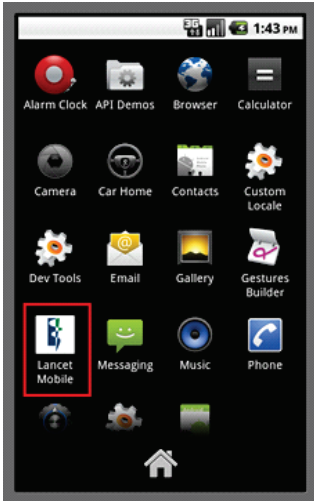 3G 1:43 PM
Alarm Clock API Demos Browser Calculator
Camera Car Home Contacts Custom
Locale
Dev Tools Email Gallery Gestures
Builder
Lancet Messaging Music Phone
Mobile